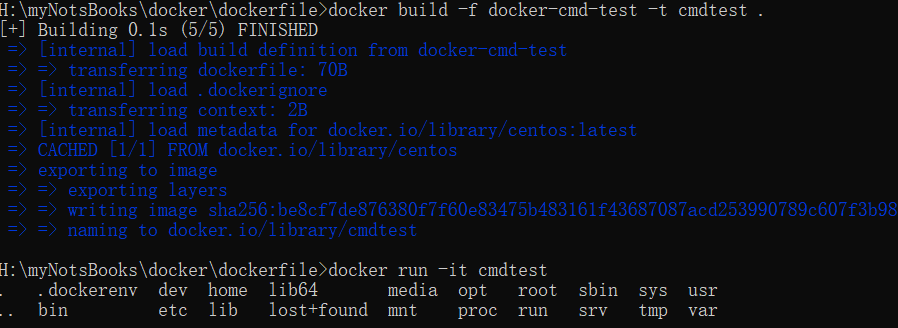 H:\myNotsBooks\docker\dockerfile>docker build -f docker-cmd-test -t cmdtest .
[+] Building 0.1s (5/5) FINISHED
=> [internal] load build definition from docker-cmd-test
=> => transferring dockerfile: 70B
=> [internal] load .dockerignore
=> => transferring context: 2B
=> [internal] load metadata for docker.io/library/centos:latest
=> CACHED [1/1] FROM docker.io/library/centos
=> exporting to image
=> => exporting layers
=> => writing image sha256:be8cf7de876380f7f60e83475b483161f43687087acd253990789c607f3b98
=> => naming to docker.io/library/cmdtest
H:\myNotsBooks\docker\dockerfile>docker run -it cmdtest
. .dockerenv dev home lib64 media opt root sbin sys usr
.. bin etc lib lost+found mnt proc run srv tmp var